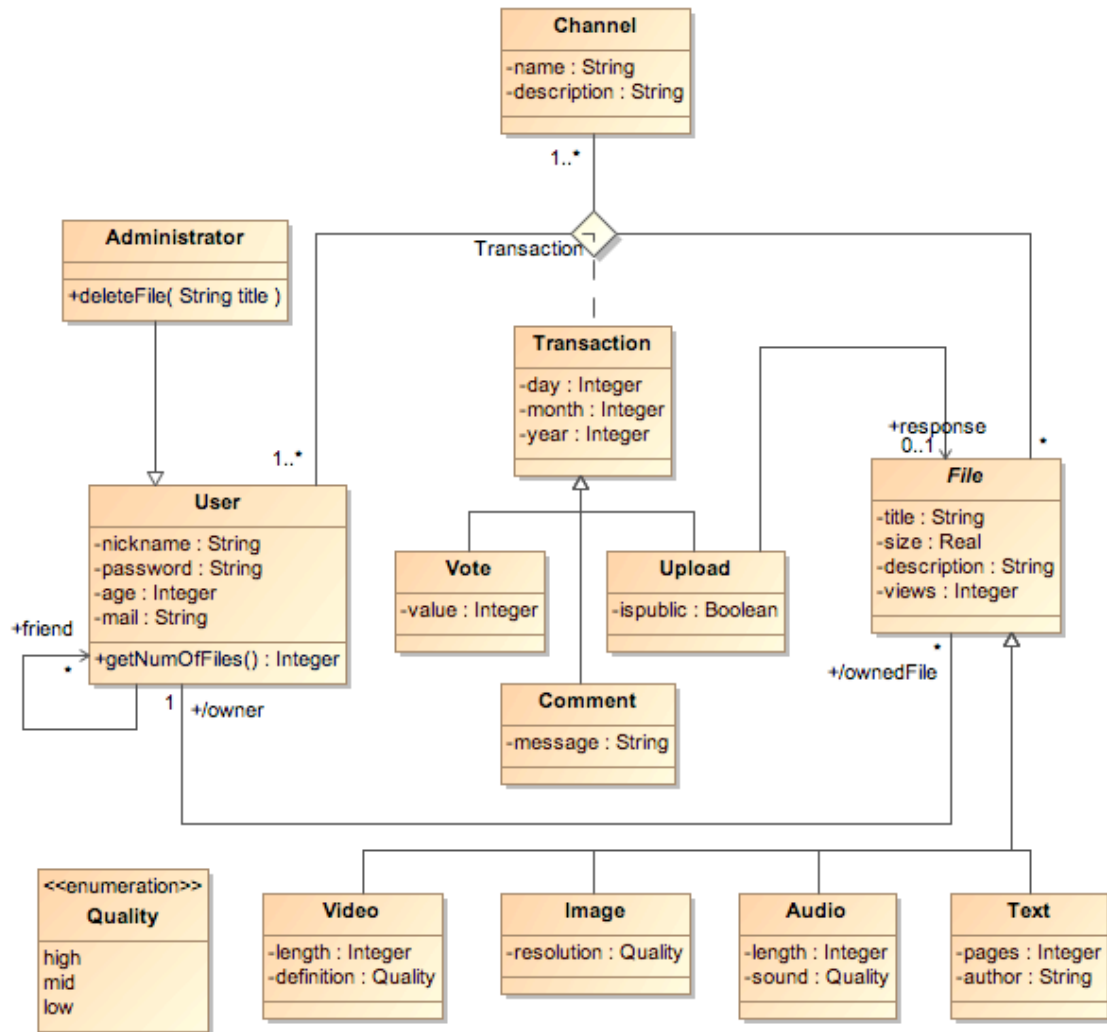 Channel
-name : String
-description : String
1..*
Transaction
Administrator
+deleteFile( String title )
Transaction
-day : Integer
-month : Integer
-year : Integer
+response
0..1
*
1..*
User
-nickname : String
-password : String
-age : Integer
-mail : String
+getNumOfFiles() : Integer
File
-title : String
-size : Real
-description : String
-views : Integer
Vote
-value : Integer
Upload
-ispublic : Boolean
+friend
*
1
+/owner
*
+/ownedFile
Comment
-message : String
<<enumeration>>
Quality
high
mid
low
Video
-length : Integer
-definition : Quality
Image
-resolution : Quality
Audio
-length : Integer
-sound : Quality
Text
-pages : Integer
-author : String